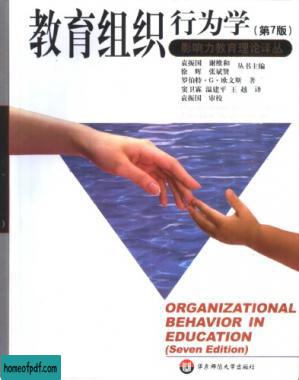 教育组织行为学(第7版)
影响力教育理论译丛
袁振国 谢维和 丛书主编
徐辉 张斌贤
罗伯特·G·欧文斯 著
窦卫霖 温建平 王越 译
袁振国 审校
ORGANIZATIONAL
BEHAVIOR IN
EDUCATION
(Seven Edition)
华东师范大学出版社
homeofpdf.com
homeofpdf.com